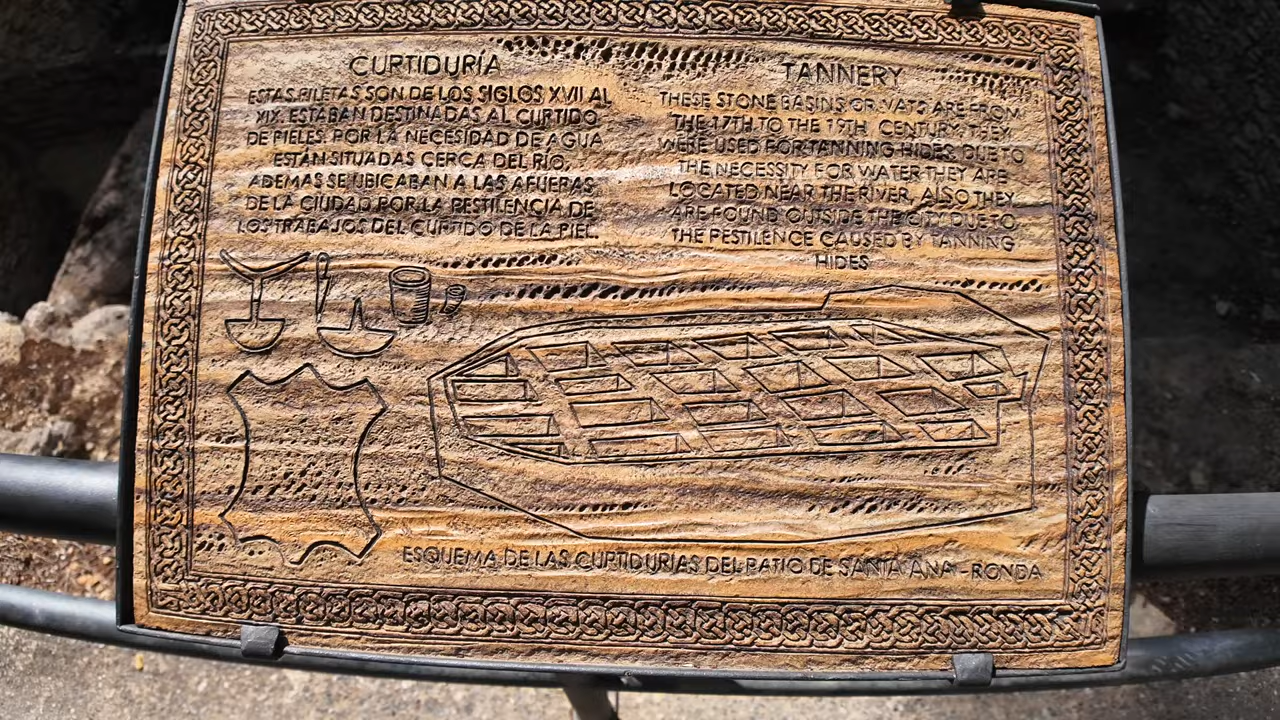 CURTIDURÍA
ESTAS PILETAS SON DE LOS SIGLOS XVII AL
XIX. ESTABAN DESTINADAS AL CURTIDO
DE PIELES. POR LA NECESIDAD DE AGUA
ESTÁN SITUADAS CERCA DEL RÍO.
ADEMAS SE UBICABAN A LAS AFUERAS
DE LA CIUDAD POR LA PESTILENCIA DE
LOS TRABAJOS DEL CURTIDO DE LA PIEL.
TANNERY
THESE STONE BASINS OR VATS ARE FROM
THE 17TH TO THE 19TH CENTURY. THEY
WERE USED FOR TANNING HIDES. DUE TO
THE NECESSITY FOR WATER THEY ARE
LOCATED NEAR THE RIVER, ALSO THEY
ARE FOUND OUTSIDE THE CITY DUE TO
THE PESTILENCE CAUSED BY TANNING
HIDES
ESQUEMA DE LAS CURTIDURIAS DEL PATIO DE SANTA ANA - RONDA